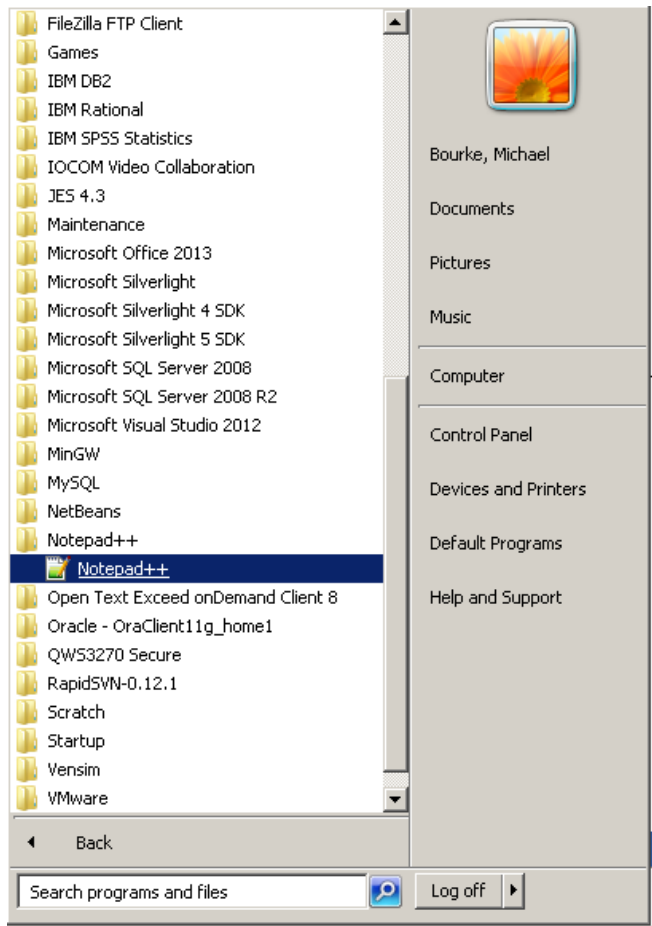 FileZilla FTP Client
Games
IBM DB2
IBM Rational
IBM SPSS Statistics
IOCOM Video Collaboration
JES 4.3
Maintenance
Microsoft Office 2013
Microsoft Silverlight
Microsoft Silverlight 4 SDK
Microsoft Silverlight 5 SDK
Microsoft SQL Server 2008
Microsoft SQL Server 2008 R2
Microsoft Visual Studio 2012
MinGW
MySQL
NetBeans
Notepad++
Notepad++
Open Text Exceed onDemand Client 8
Oracle - OraClient11g_home1
QWS3270 Secure
RapidSVN-0.12.1
Scratch
Startup
Vensim
VMware
Back
Search programs and files
Bourke, Michael
Documents
Pictures
Music
Computer
Control Panel
Devices and Printers
Default Programs
Help and Support
Log off